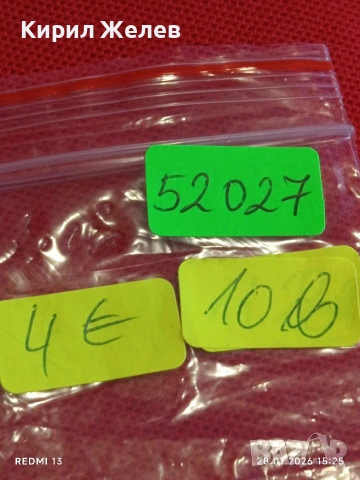 Кирил Желев
52027
4 €
10 лв
REDMI 13
28.01.2026 15:25